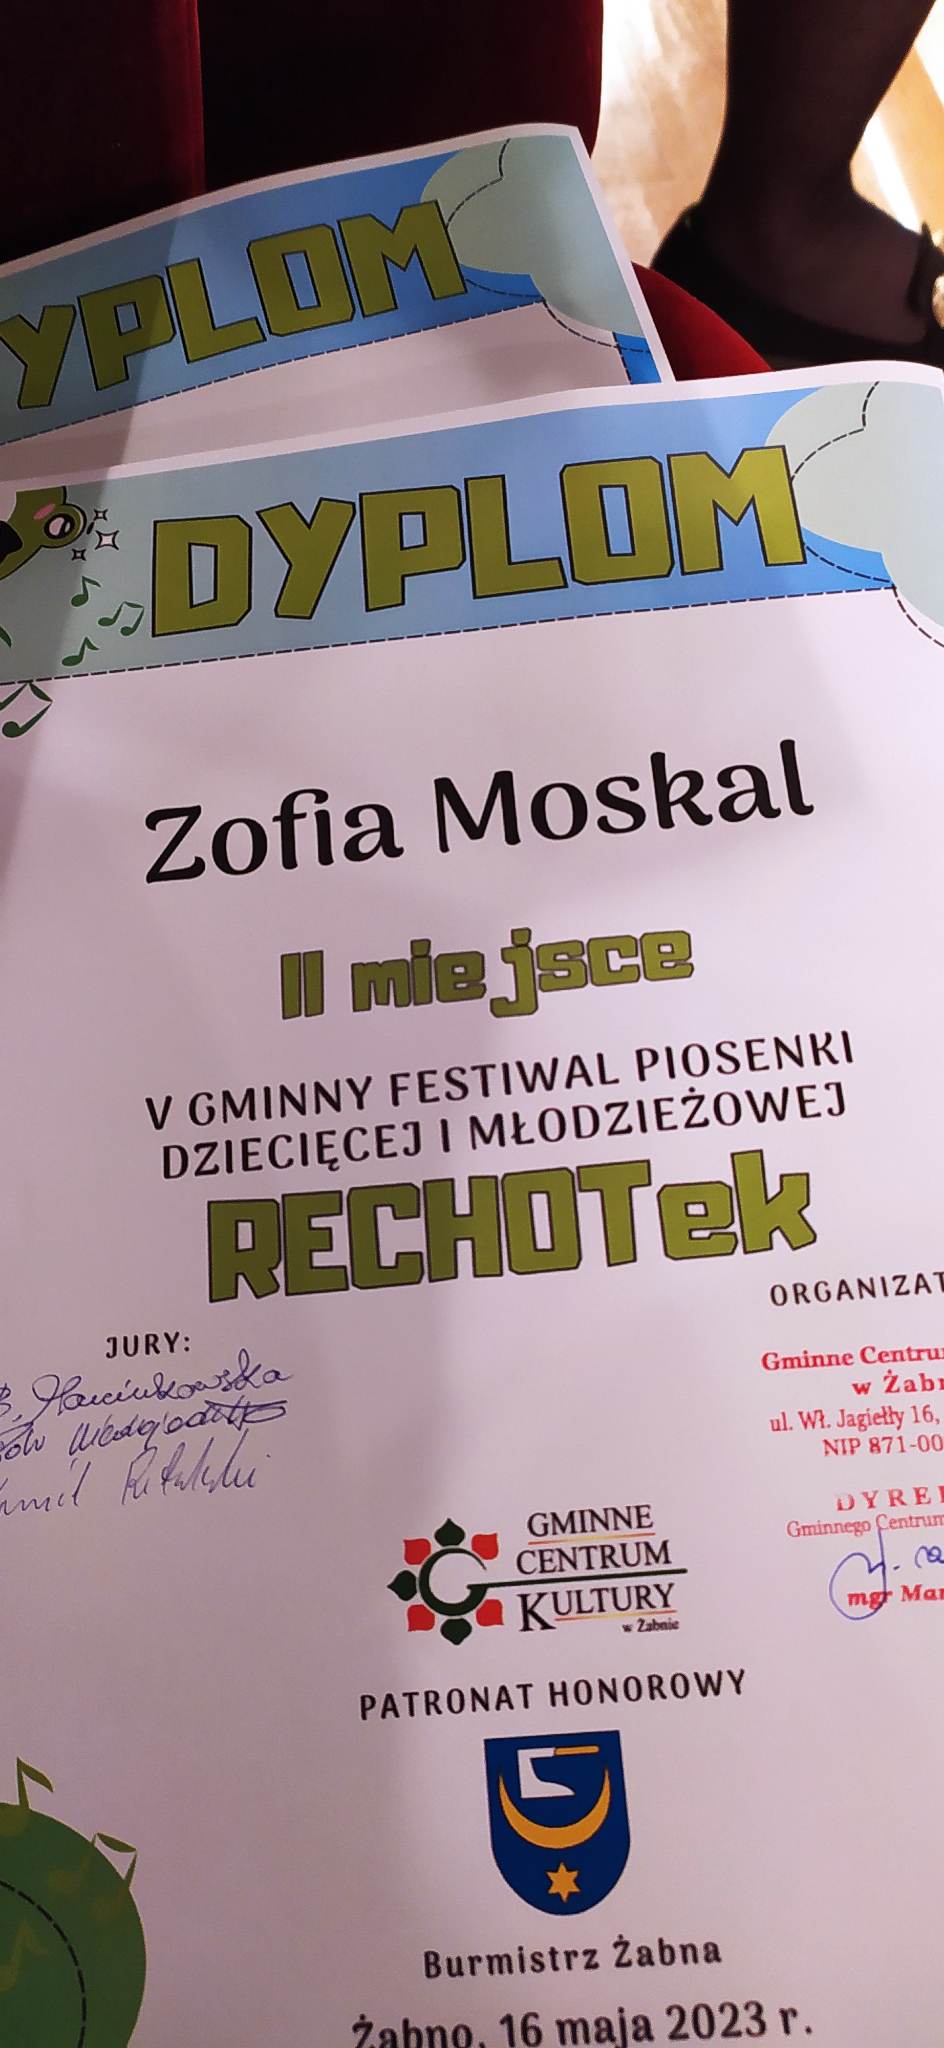 YPLOM
DYPLOM
Zofia Moskal
II miejsce
V GMINNY FESTIWAL PIOSENKI
DZIECIĘCEJ I MŁODZIEŻOWEJ
RECHOTek
JURY:
ORGANIZAT
Gminne Centru
w Żab
ul. Wł. Jagiełły 16,
NIP 871-00
DYRE
Gminnego Centrum
mgr Mar
GMINNE
CENTRUM
KULTURY
w Żabnie
PATRONAT HONOROWY
Burmistrz Żabna
Żabno, 16 maja 2023 r.